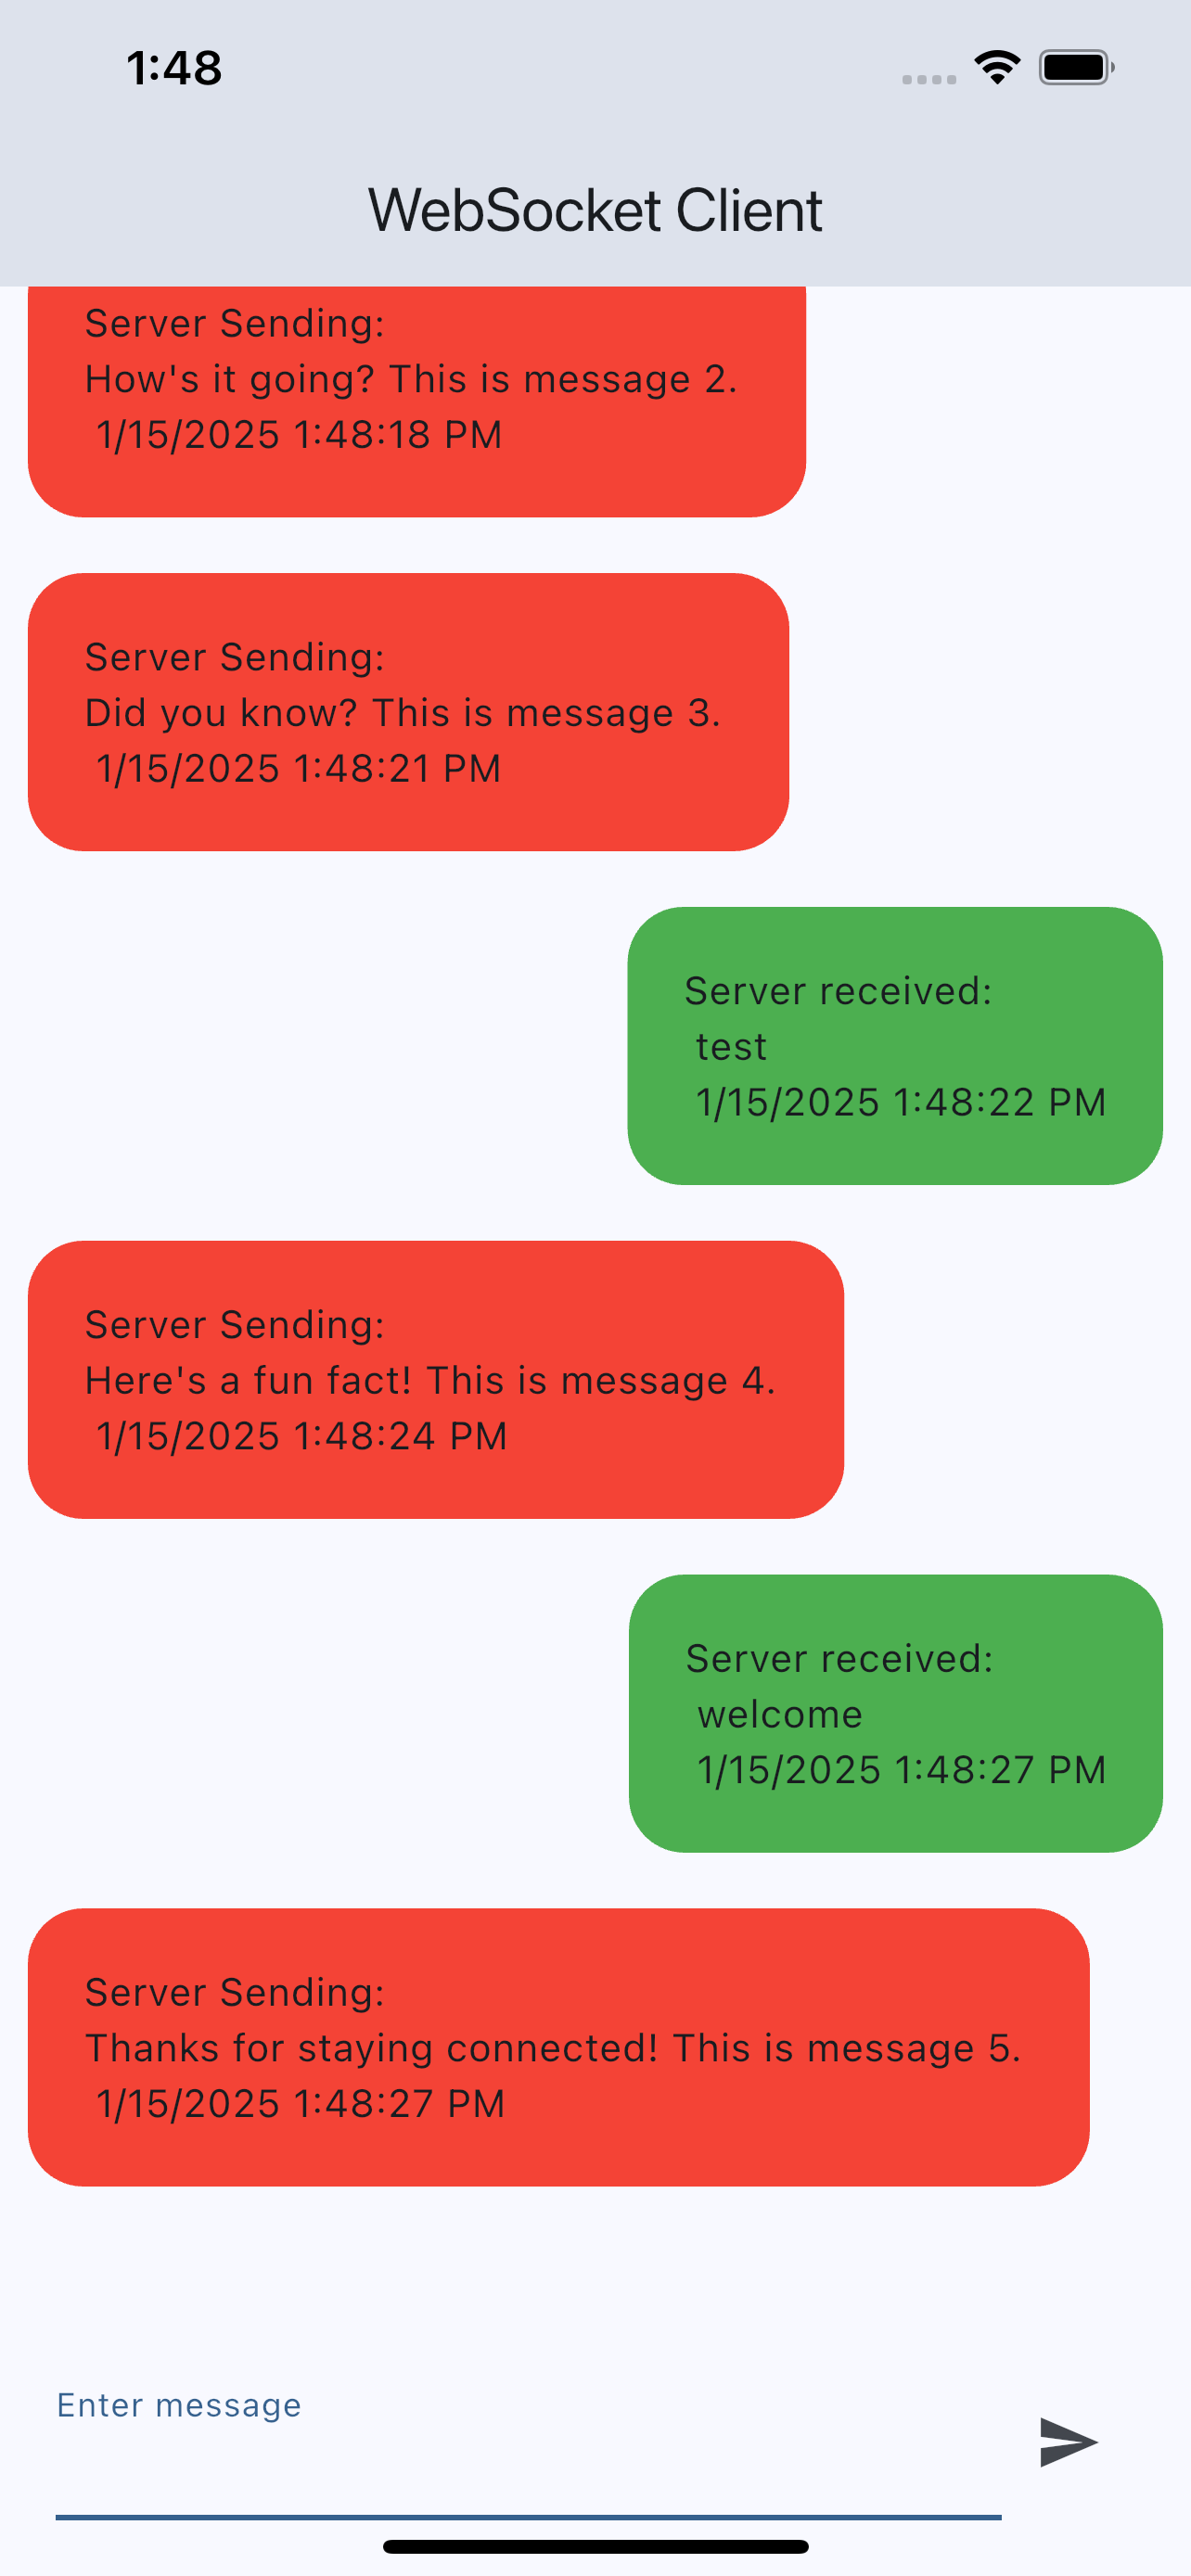 1:48
WebSocket Client
Server Sending:
How's it going? This is message 2.
1/15/2025 1:48:18 PM
Server Sending:
Did you know? This is message 3.
1/15/2025 1:48:21 PM
Server received:
test
1/15/2025 1:48:22 PM
Server Sending:
Here's a fun fact! This is message 4.
1/15/2025 1:48:24 PM
Server received:
welcome
1/15/2025 1:48:27 PM
Server Sending:
Thanks for staying connected! This is message 5.
1/15/2025 1:48:27 PM
Enter message